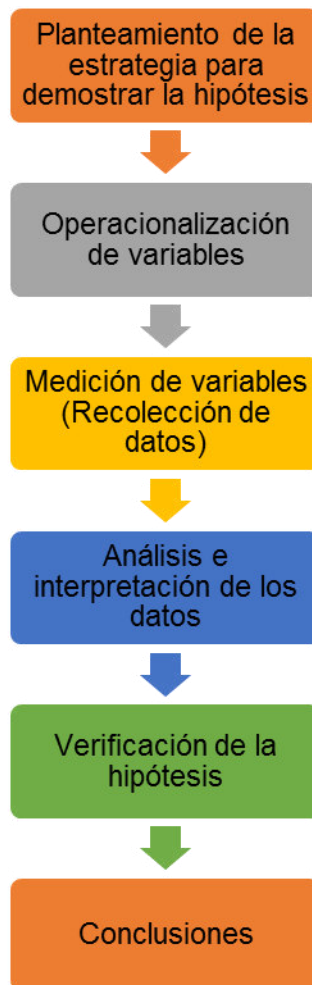 Planteamiento de la
estrategia para
demostrar la hipótesis
Operacionalización
de variables
Medición de variables
(Recolección de
datos)
Análisis e
interpretación de los
datos
Verificación de la
hipótesis
Conclusiones